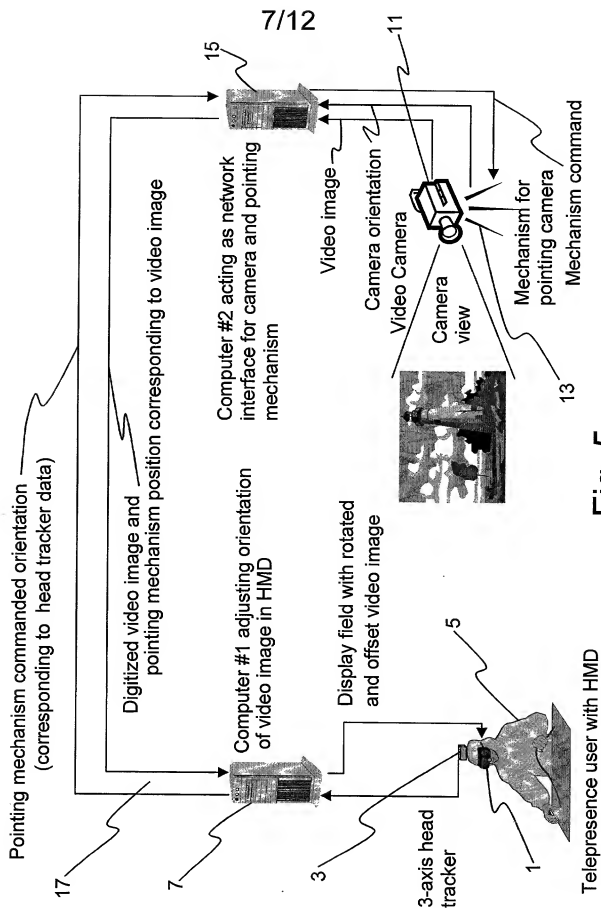 7/12
Pointing mechanism commanded orientation
(corresponding to head tracker data)
Digitized video image and
pointing mechanism position corresponding to video image
17
7
Computer #1 adjusting orientation
of video image in HMD
15
Computer #2 acting as network
interface for camera and pointing
mechanism
3
3-axis head
tracker
Display field with rotated
and offset video image
5
1
Telepresence user with HMD
Video image
Camera orientation
Video Camera
11
Camera
view
Mechanism for
pointing camera
Mechanism command
13